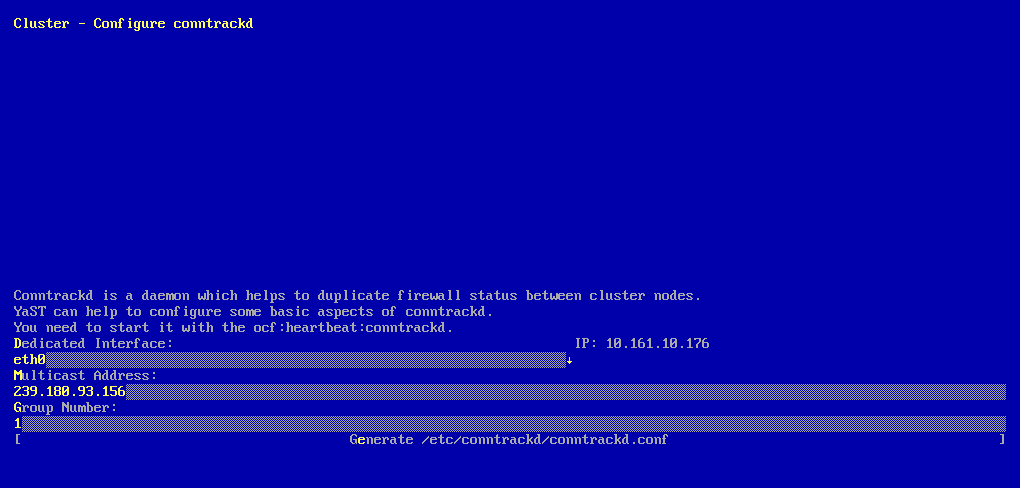 Cluster - Configure conntrackd
Conntrackd is a daemon which helps to duplicate firewall status between cluster nodes.
YaST can help to configure some basic aspects of conntrackd.
You need to start it with the ocf:heartbeat:conntrackd.
Dedicated Interface: IP: 10.161.10.176
eth0↓
Multicast Address:
239.180.93.156
Group Number:
1
[ Generate /etc/conntrackd/conntrackd.conf ]